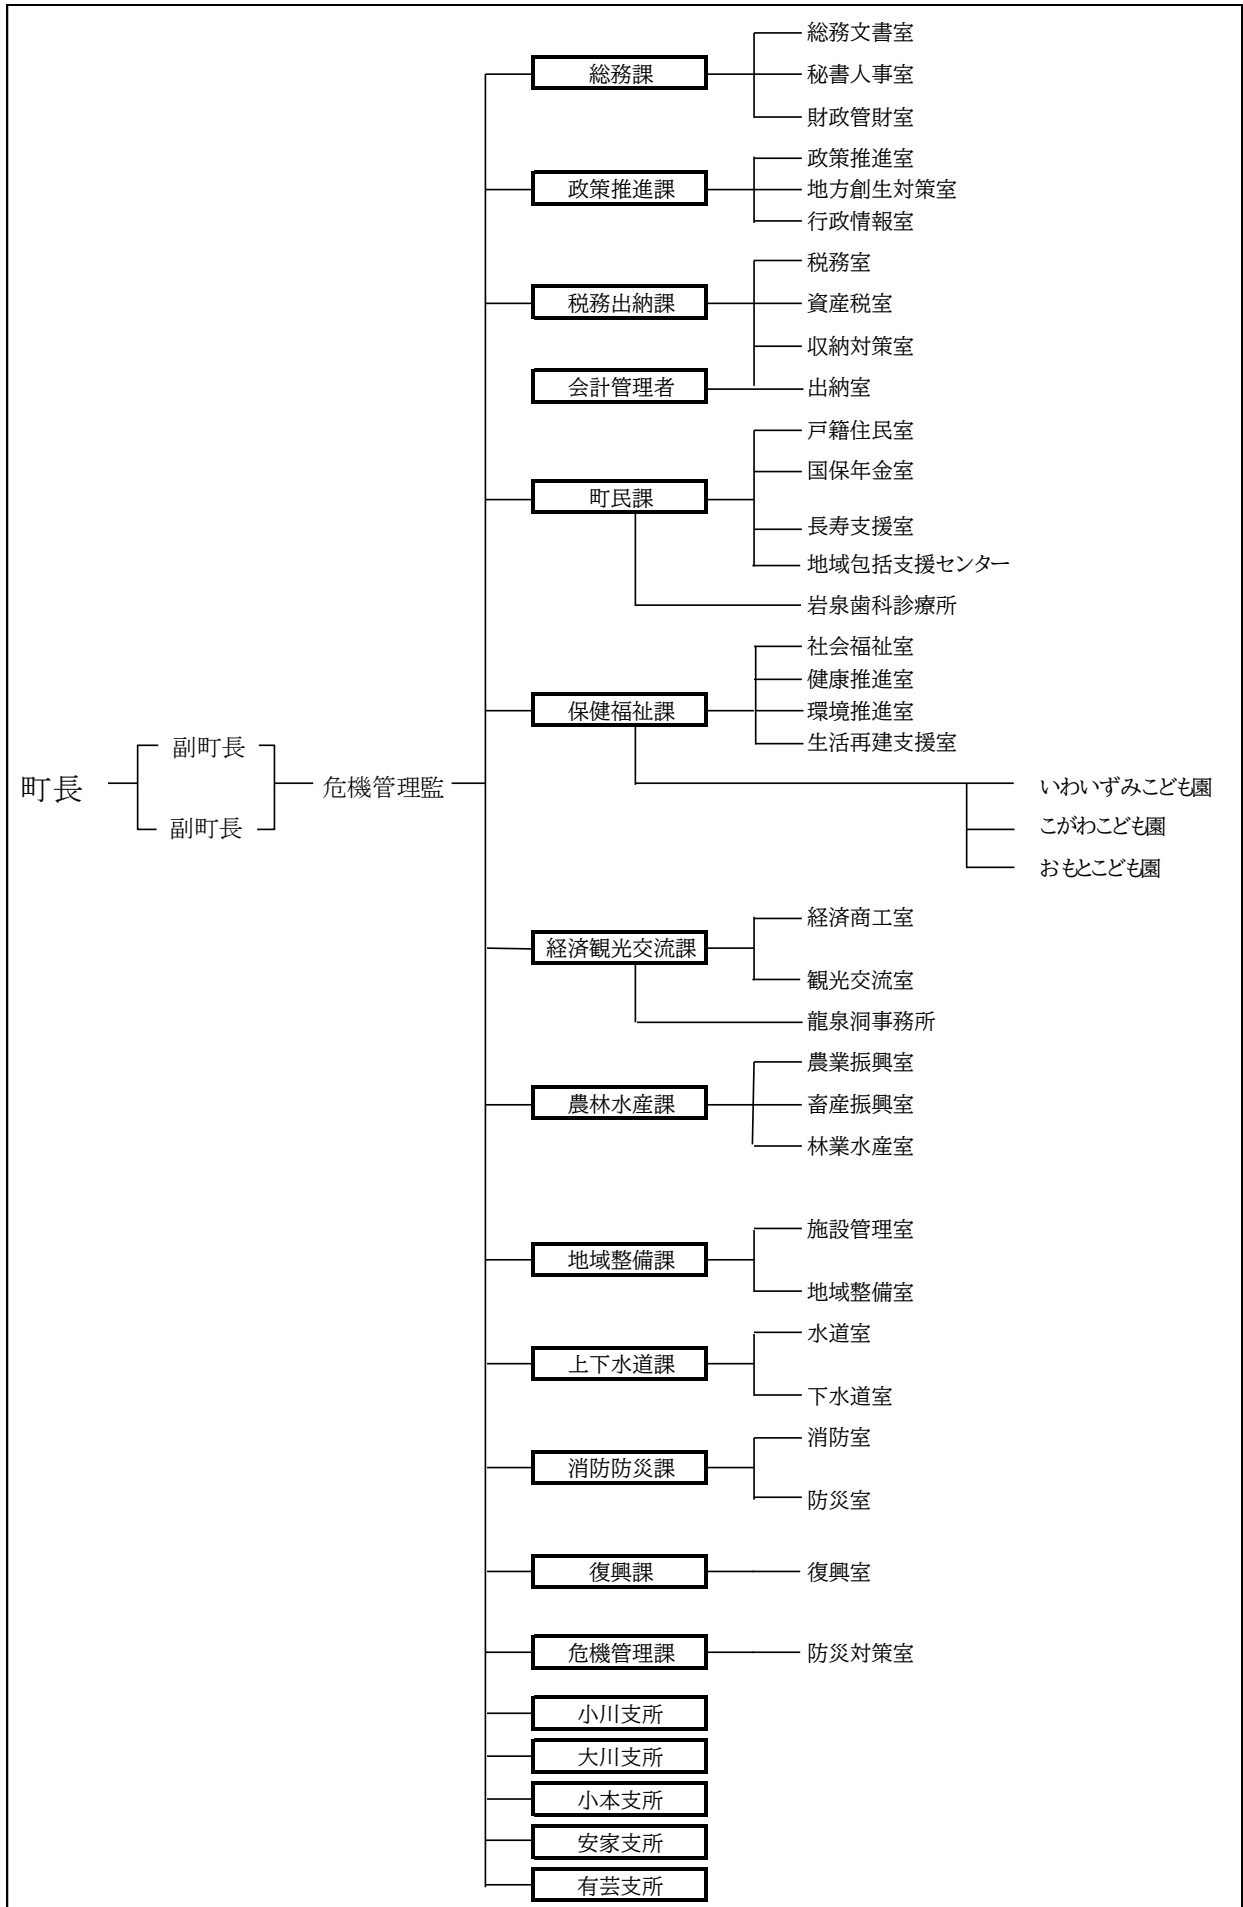 町長
副町長
副町長
危機管理監
総務課
総務文書室
秘書人事室
財政管財室
政策推進課
政策推進室
地方創生対策室
行政情報室
税務出納課
税務室
資産税室
収納対策室
会計管理者
出納室
町民課
戸籍住民室
国保年金室
長寿支援室
地域包括支援センター
岩泉歯科診療所
保健福祉課
社会福祉室
健康推進室
環境推進室
生活再建支援室
いわいずみこども園
こがわこども園
おもとこども園
経済観光交流課
経済商工室
観光交流室
龍泉洞事務所
農林水産課
農業振興室
畜産振興室
林業水産室
地域整備課
施設管理室
地域整備室
上下水道課
水道室
下水道室
消防防災課
消防室
防災室
復興課
復興室
危機管理課
防災対策室
小川支所
大川支所
小本支所
安家支所
有芸支所